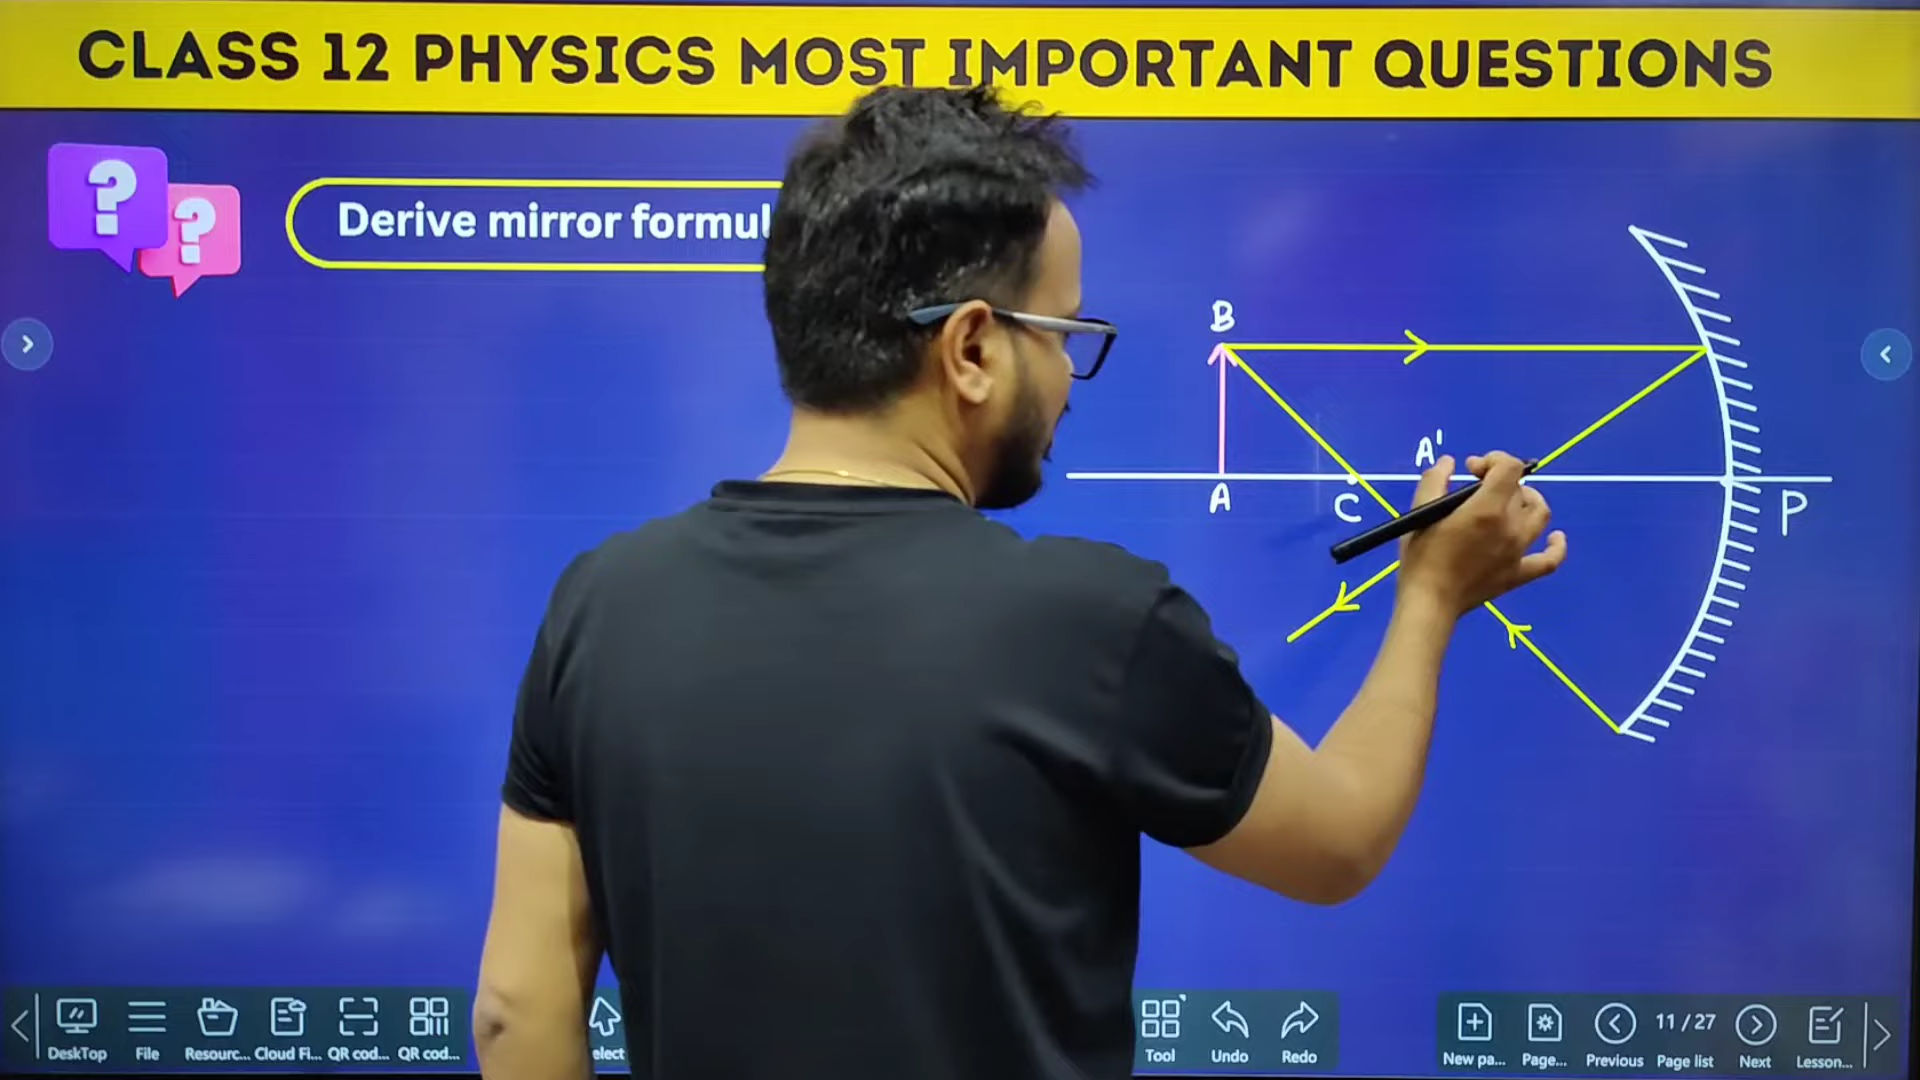 CLASS 12 PHYSICS MOST IMPORTANT QUESTIONS
? ?
Derive mirror formul
B
A'
A
C
P
DeskTop
File
Resourc...
Cloud Fi...
QR cod...
QR cod...
elect
Tool
Undo
Redo
New pa...
Page...
Previous
11/27
Page list
Next
Lesson...